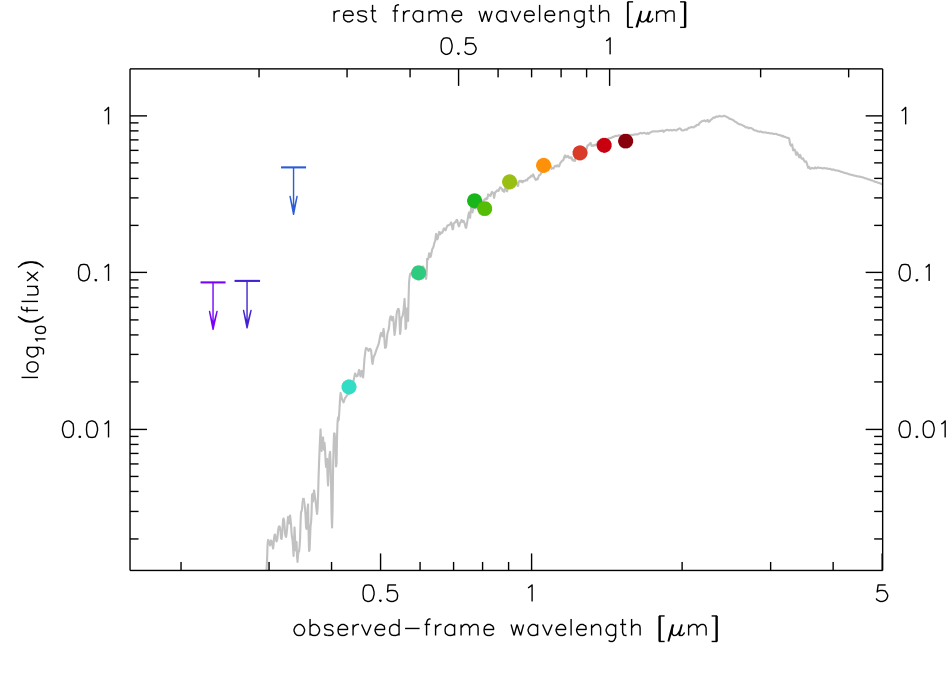 rest frame wavelength [μm]
0.5 1
1 1
0.1 0.1
log10(flux)
0.01 0.01
0.5 1 5
observed-frame wavelength [μm]